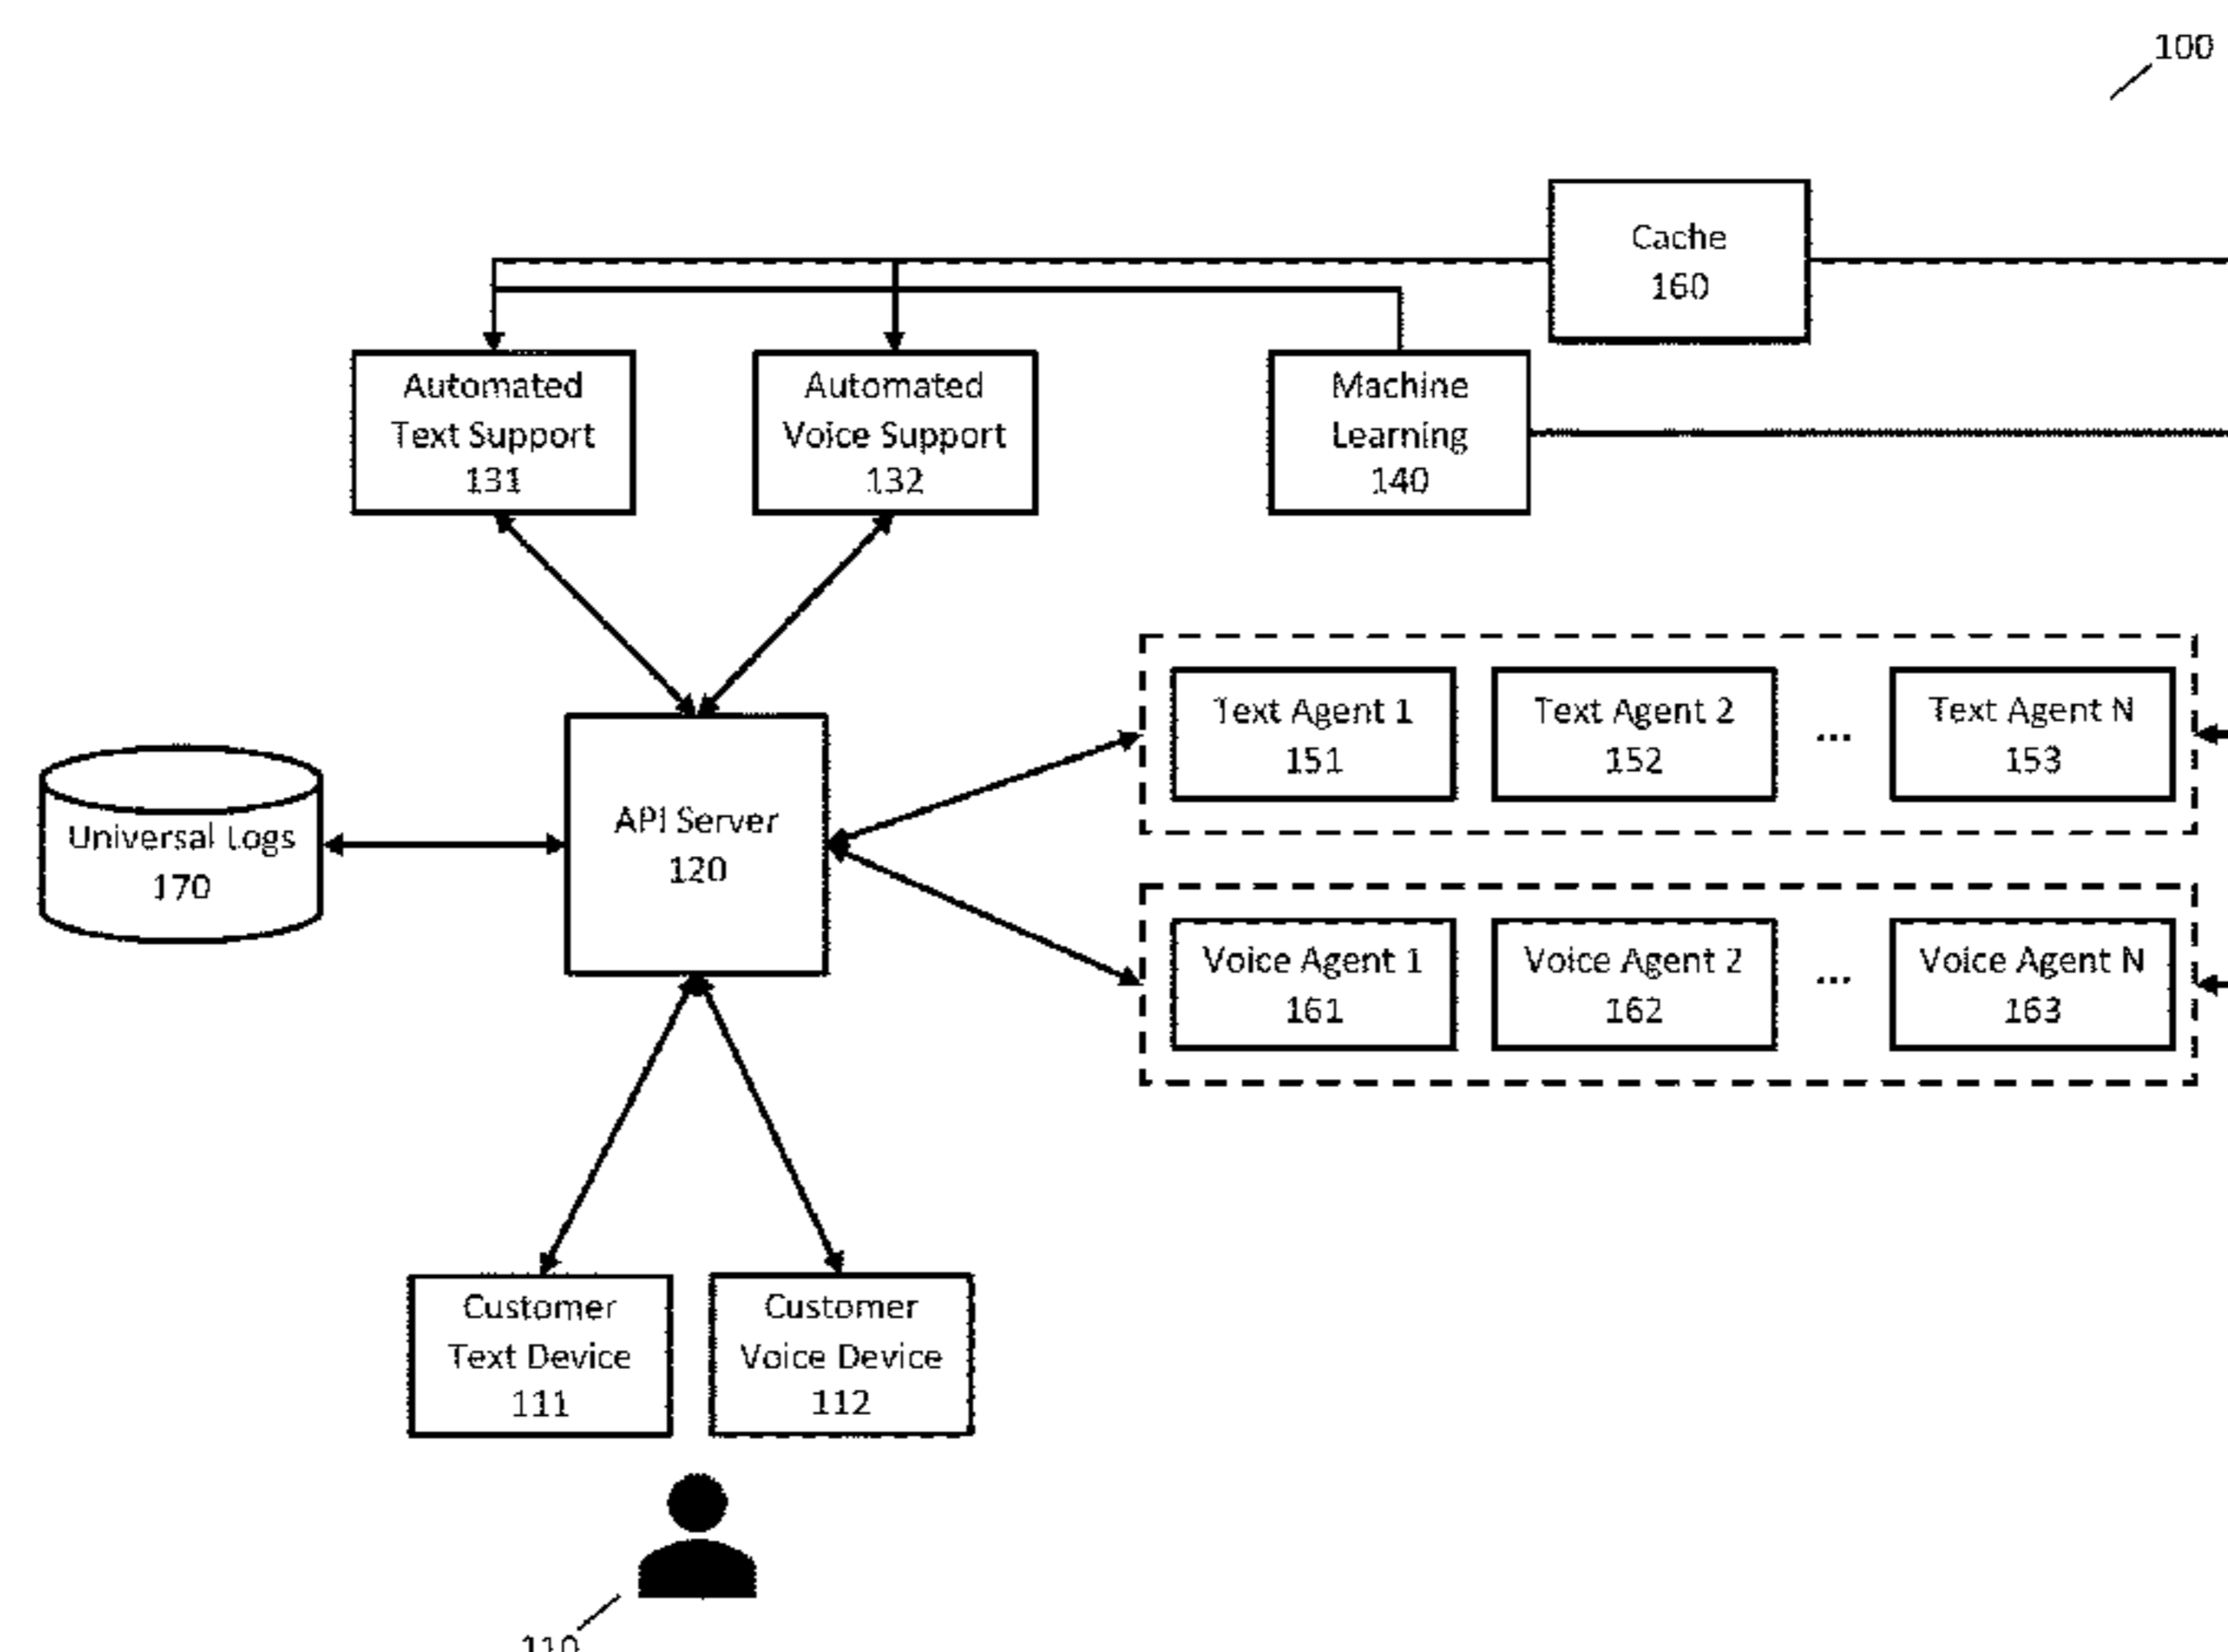 100
Cache
160
Automated
Text Support
131
Automated
Voice Support
132
Machine
Learning
140
Text Agent 1
151
Text Agent 2
152
...
Text Agent N
153
Universal Logs
170
API Server
120
Voice Agent 1
161
Voice Agent 2
162
...
Voice Agent N
163
Customer
Text Device
111
Customer
Voice Device
112
110